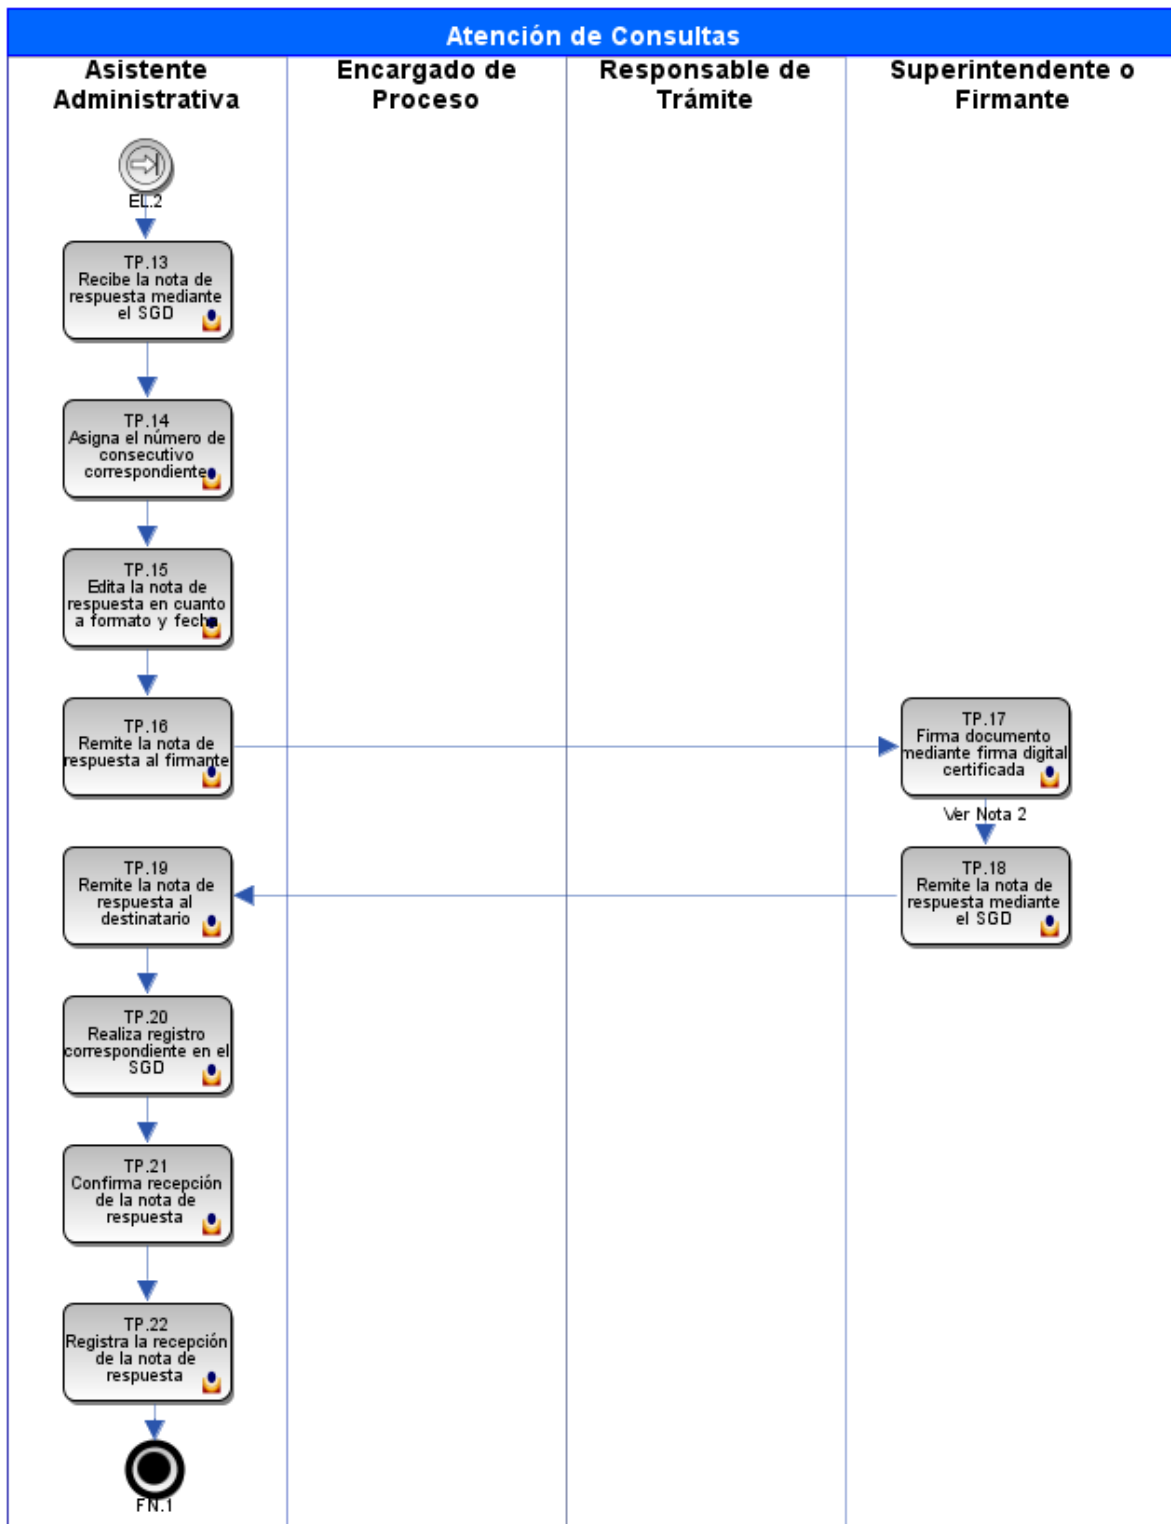 Atención de Consultas
Asistente
Administrativa
Encargado de
Proceso
Responsable de
Trámite
Superintendente o
Firmante
EL.2
TP.13
Recibe la nota de
respuesta mediante
el SGD
TP.14
Asigna el número de
consecutivo
correspondiente
TP.15
Edita la nota de
respuesta en cuanto
a formato y fecha
TP.16
Remite la nota de
respuesta al firmante
TP.17
Firma documento
mediante firma digital
certificada
Ver Nota 2
TP.18
Remite la nota de
respuesta mediante
el SGD
TP.19
Remite la nota de
respuesta al
destinatario
TP.20
Realiza registro
correspondiente en el
SGD
TP.21
Confirma recepción
de la nota de
respuesta
TP.22
Registra la recepción
de la nota de
respuesta
FN.1